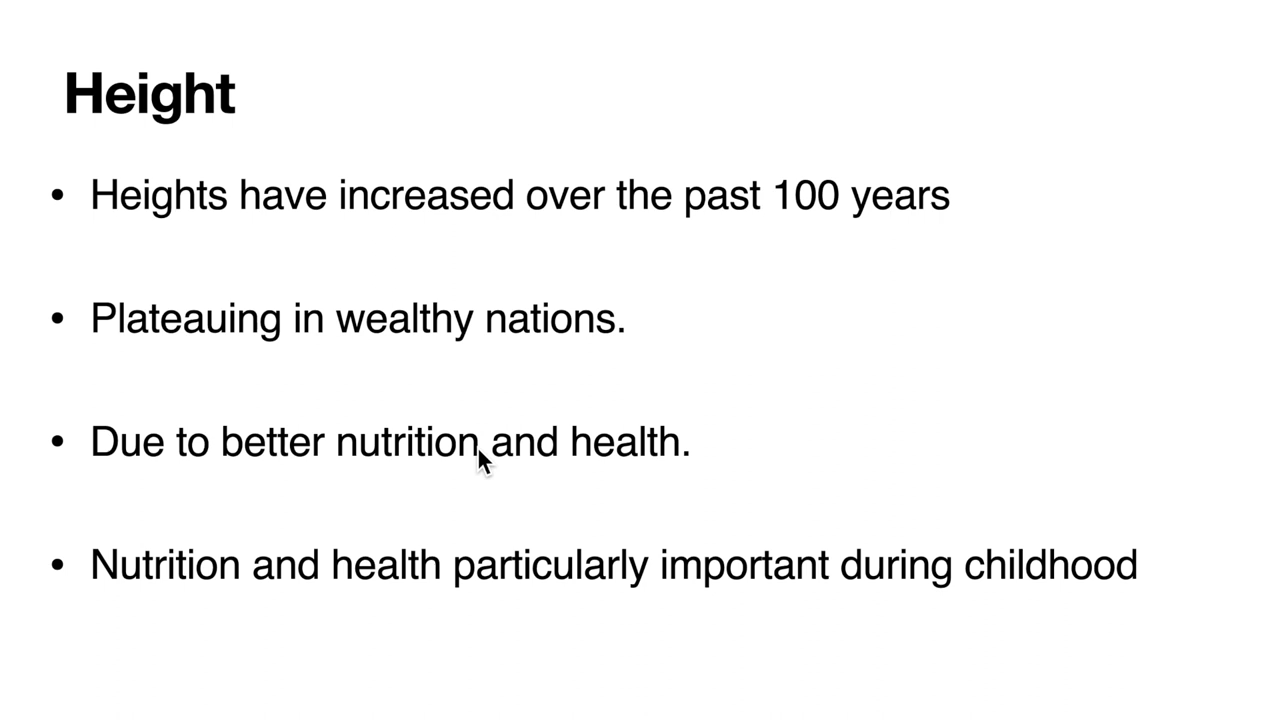 Height
• Heights have increased over the past 100 years
• Plateauing in wealthy nations.
• Due to better nutrition and health.
• Nutrition and health particularly important during childhood